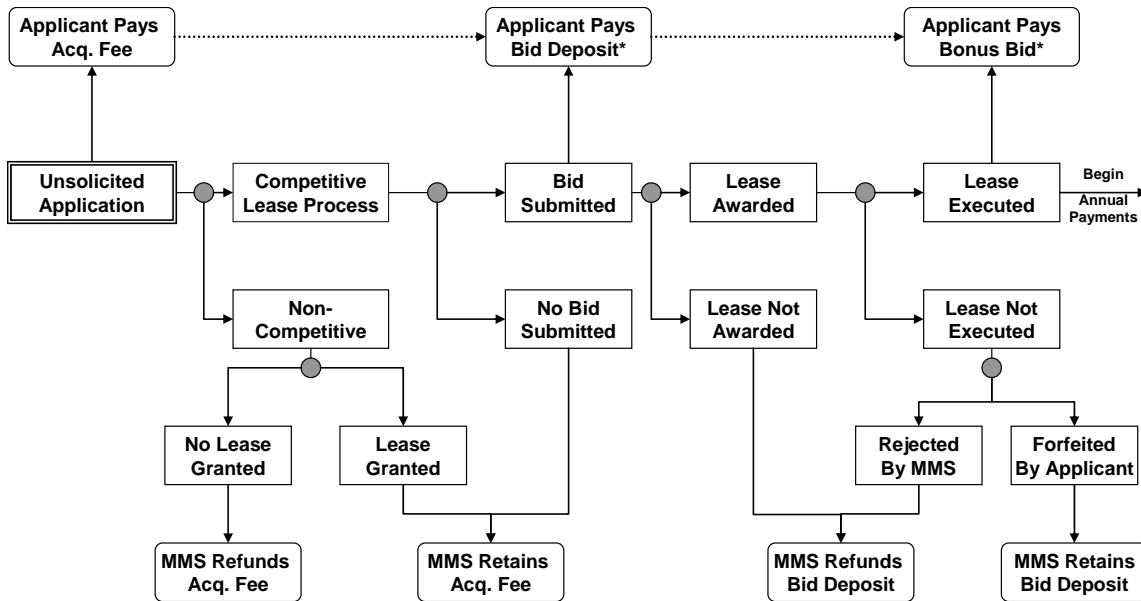 Applicant Pays
Acq. Fee
Applicant Pays
Bid Deposit*
Applicant Pays
Bonus Bid*
Unsolicited
Application
Competitive
Lease Process
Bid
Submitted
Lease
Awarded
Lease
Executed
Begin
Annual
Payments
Non-
Competitive
No Bid
Submitted
Lease Not
Awarded
Lease Not
Executed
No Lease
Granted
Lease
Granted
Rejected
By MMS
Forfeited
By Applicant
MMS Refunds
Acq. Fee
MMS Retains
Acq. Fee
MMS Refunds
Bid Deposit
MMS Retains
Bid Deposit